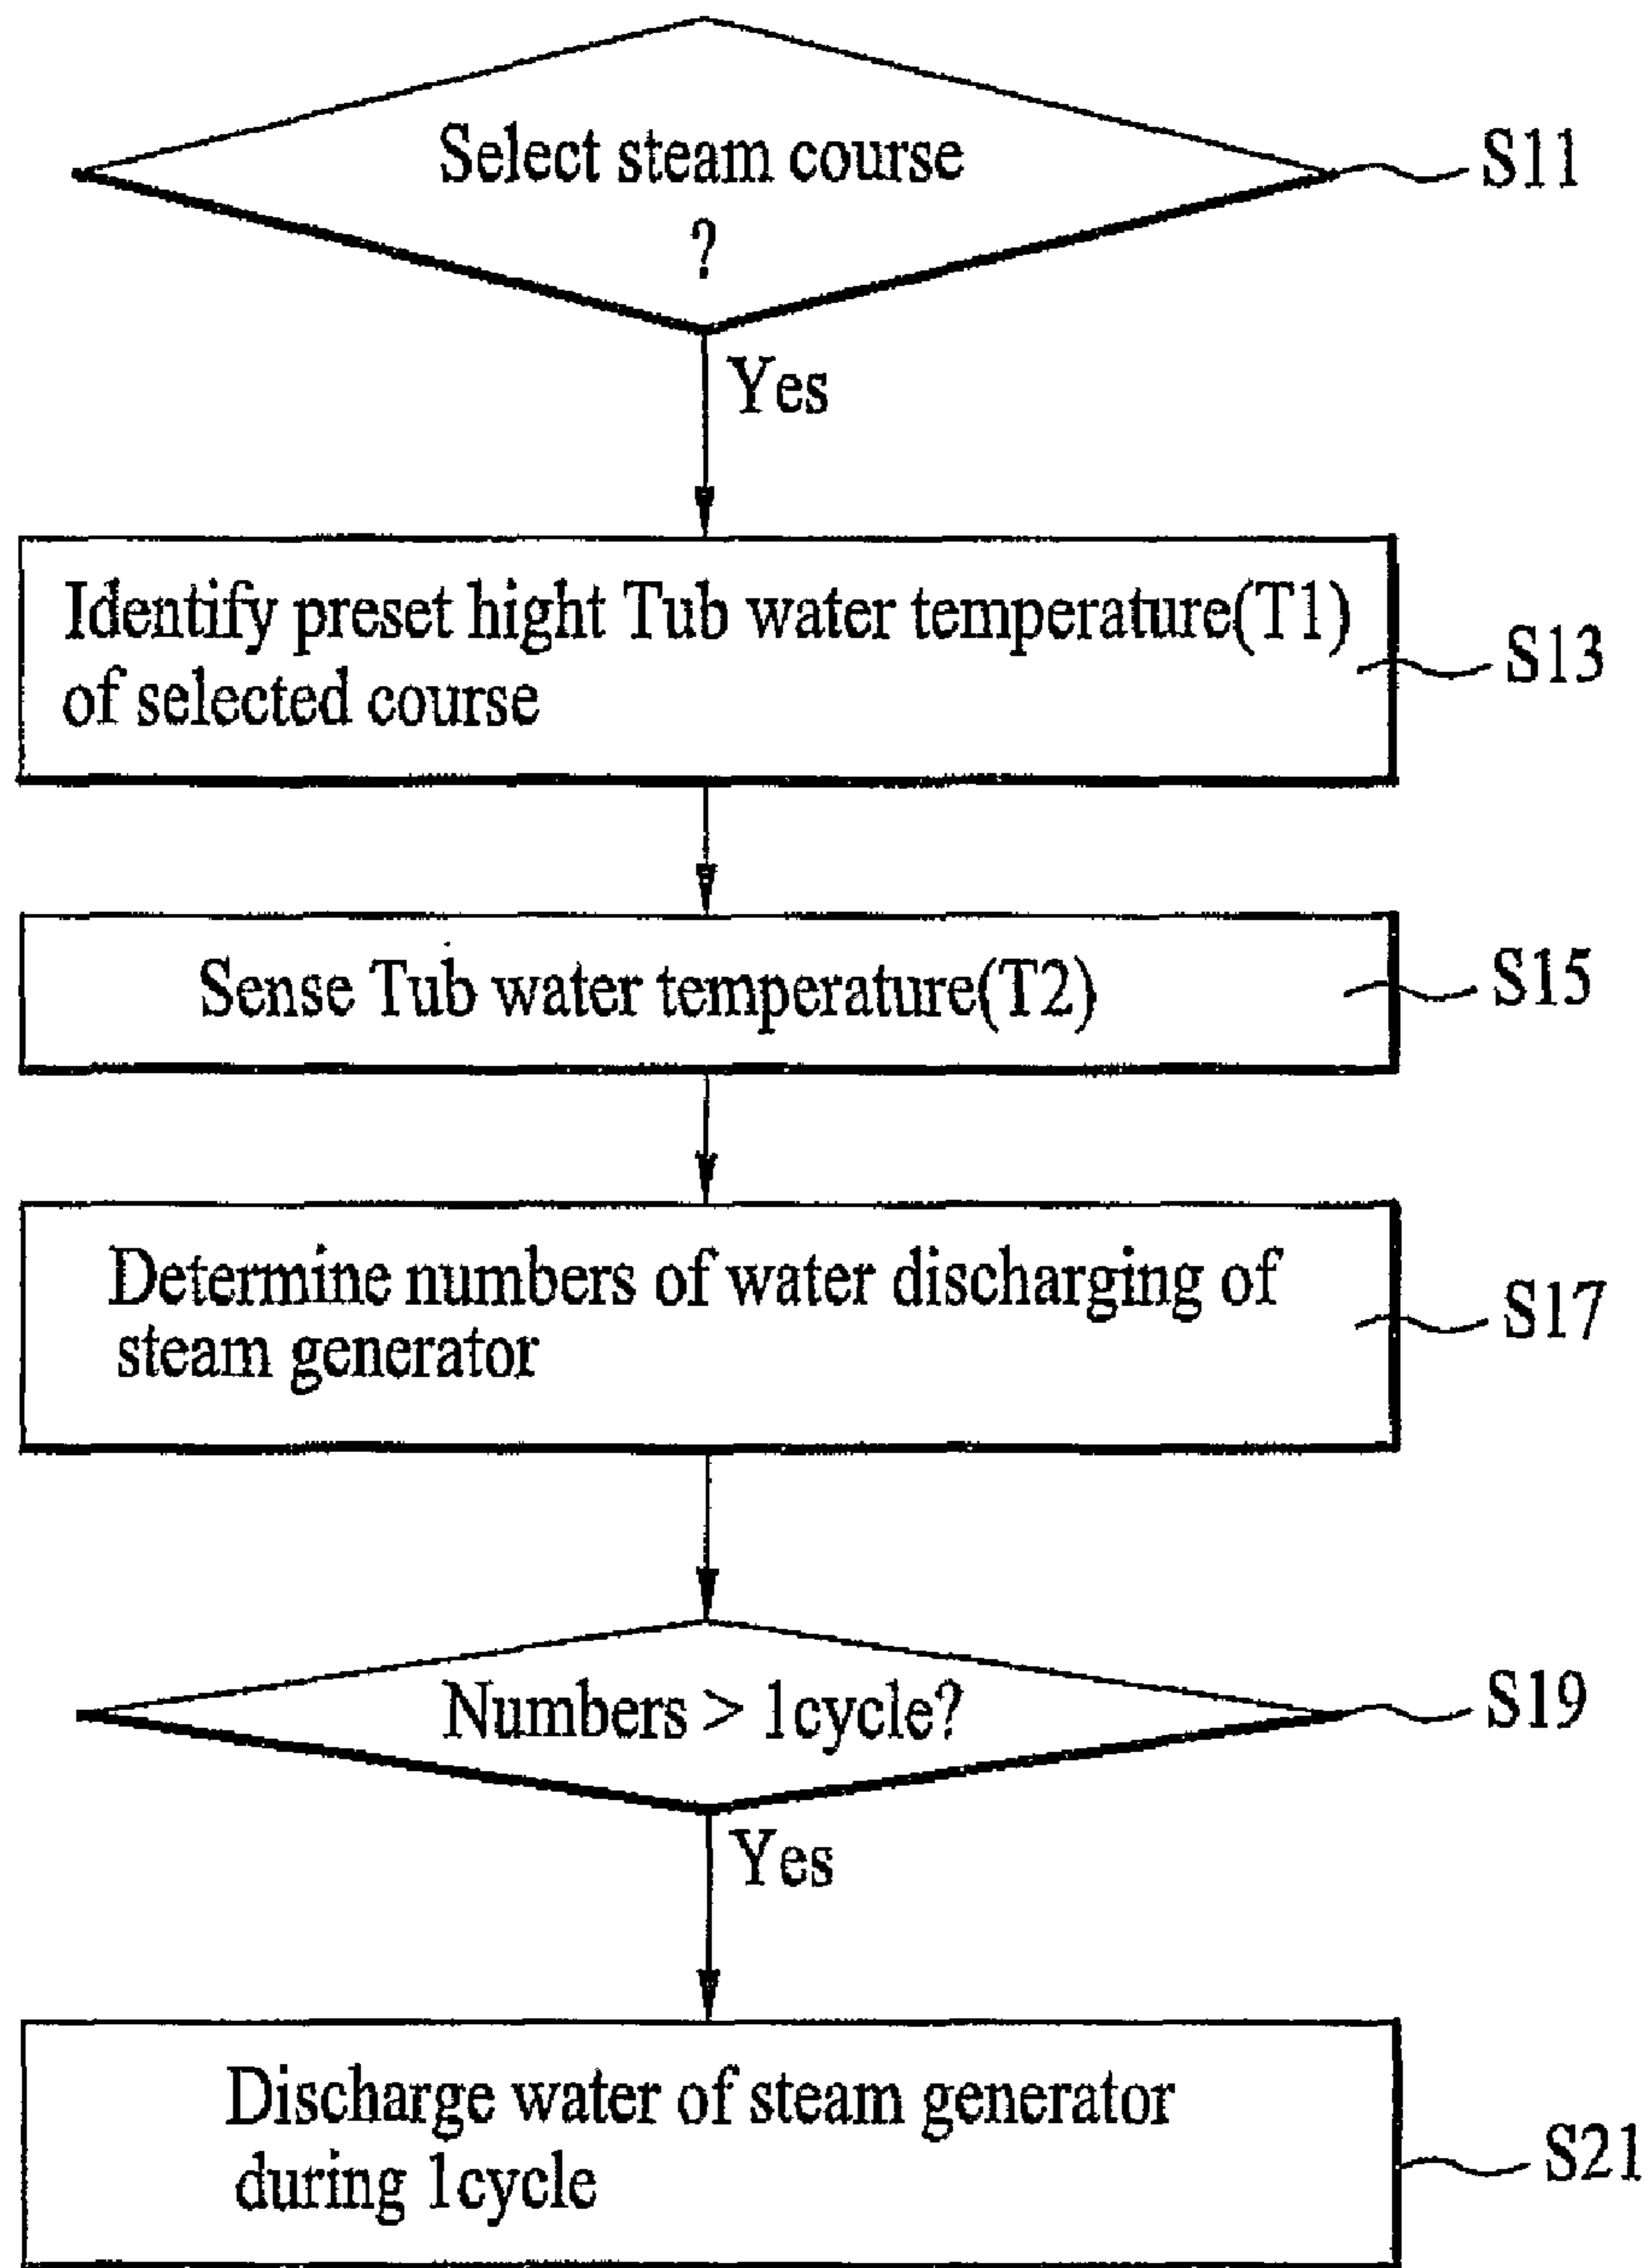 Select steam course
?
S11
Yes
Identify preset hight Tub water temperature(T1)
of selected course
S13
Sense Tub water temperature(T2)
S15
Determine numbers of water discharging of
steam generator
S17
Numbers > 1cycle?
S19
Yes
Discharge water of steam generator
during 1cycle
S21